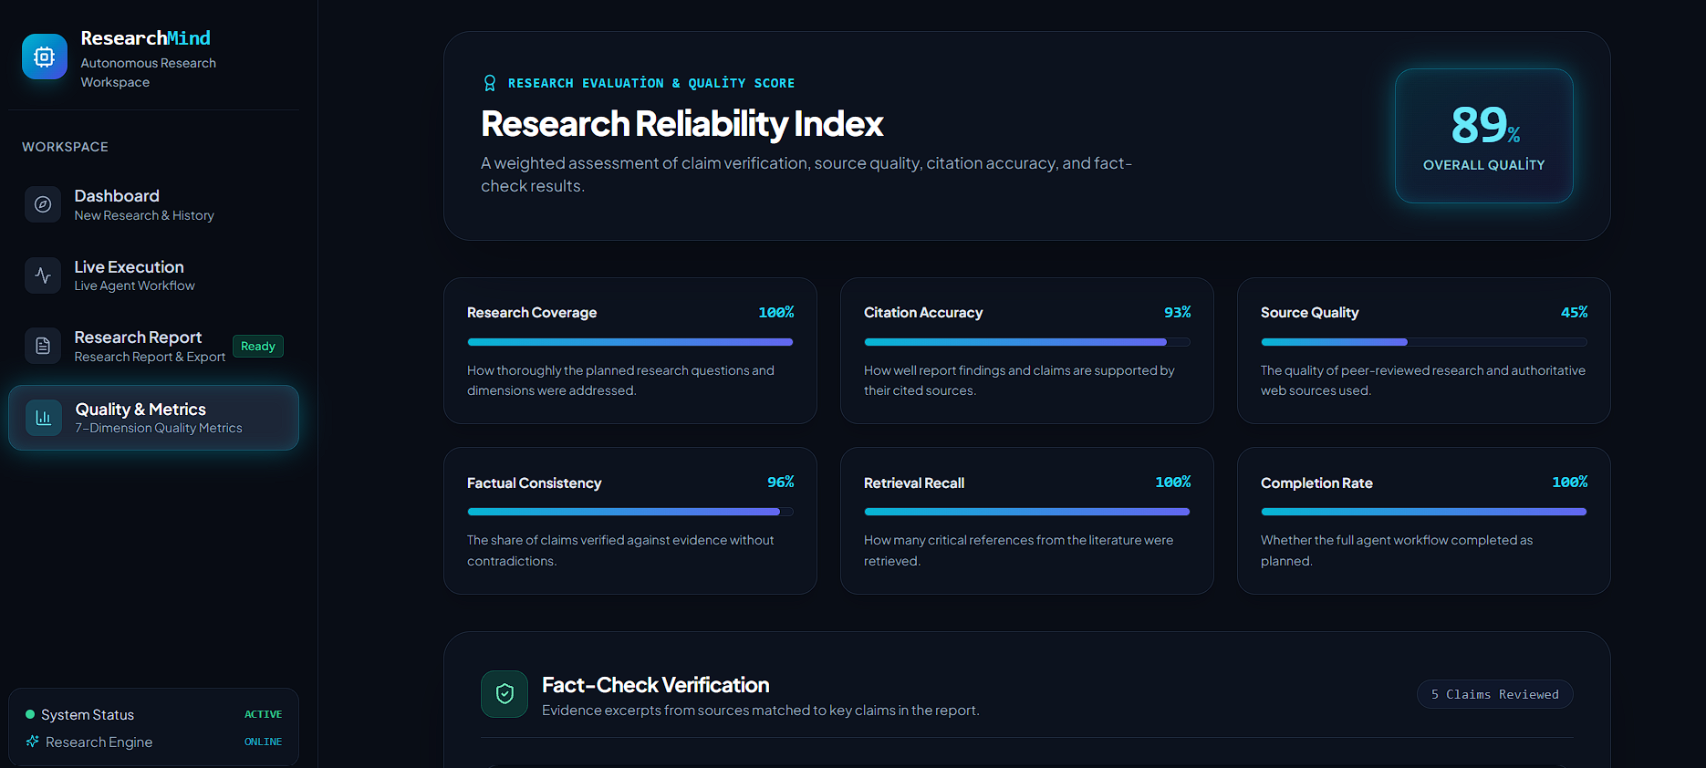 ResearchMind
Autonomous Research
Workspace
WORKSPACE
Dashboard
New Research & History
Live Execution
Live Agent Workflow
Research Report
Research Report & Export
Ready
Quality & Metrics
7-Dimension Quality Metrics
System Status
ACTIVE
Research Engine
ONLINE
RESEARCH EVALUATİON & QUALİTY SCORE
Research Reliability Index
A weighted assessment of claim verification, source quality, citation accuracy, and fact-
check results.
89%
OVERALL QUALİTY
Research Coverage
100%
How thoroughly the planned research questions and
dimensions were addressed.
Citation Accuracy
93%
How well report findings and claims are supported by
their cited sources.
Source Quality
45%
The quality of peer-reviewed research and authoritative
web sources used.
Factual Consistency
96%
The share of claims verified against evidence without
contradictions.
Retrieval Recall
100%
How many critical references from the literature were
retrieved.
Completion Rate
100%
Whether the full agent workflow completed as
planned.
Fact-Check Verification
Evidence excerpts from sources matched to key claims in the report.
5 Claims Reviewed